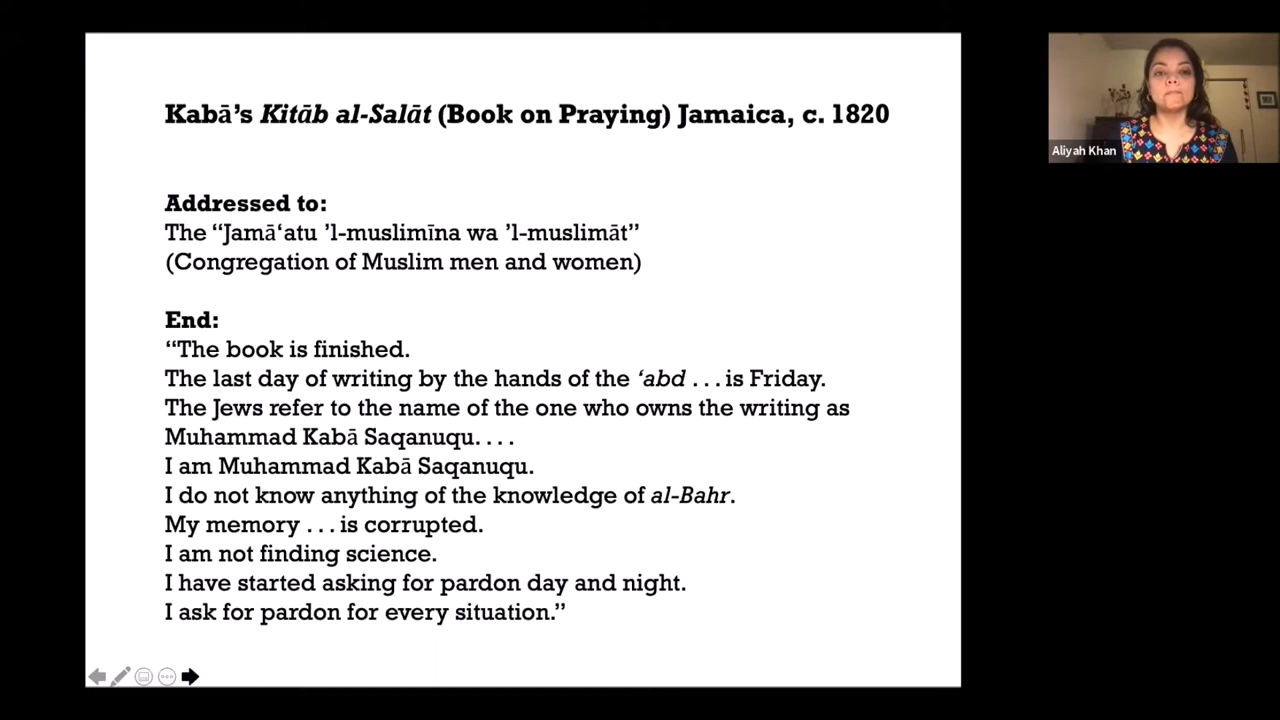 Kabā’s Kitāb al-Salāt (Book on Praying) Jamaica, c. 1820
Addressed to:
The “Jamā‘atu ’l-muslimīna wa ’l-muslimāt”
(Congregation of Muslim men and women)
End:
“The book is finished.
The last day of writing by the hands of the ‘abd . . . is Friday.
The Jews refer to the name of the one who owns the writing as
Muhammad Kabā Saqanuqu. . . .
I am Muhammad Kabā Saqanuqu.
I do not know anything of the knowledge of al-Bahr.
My memory . . . is corrupted.
I am not finding science.
I have started asking for pardon day and night.
I ask for pardon for every situation.”
Aliyah Khan